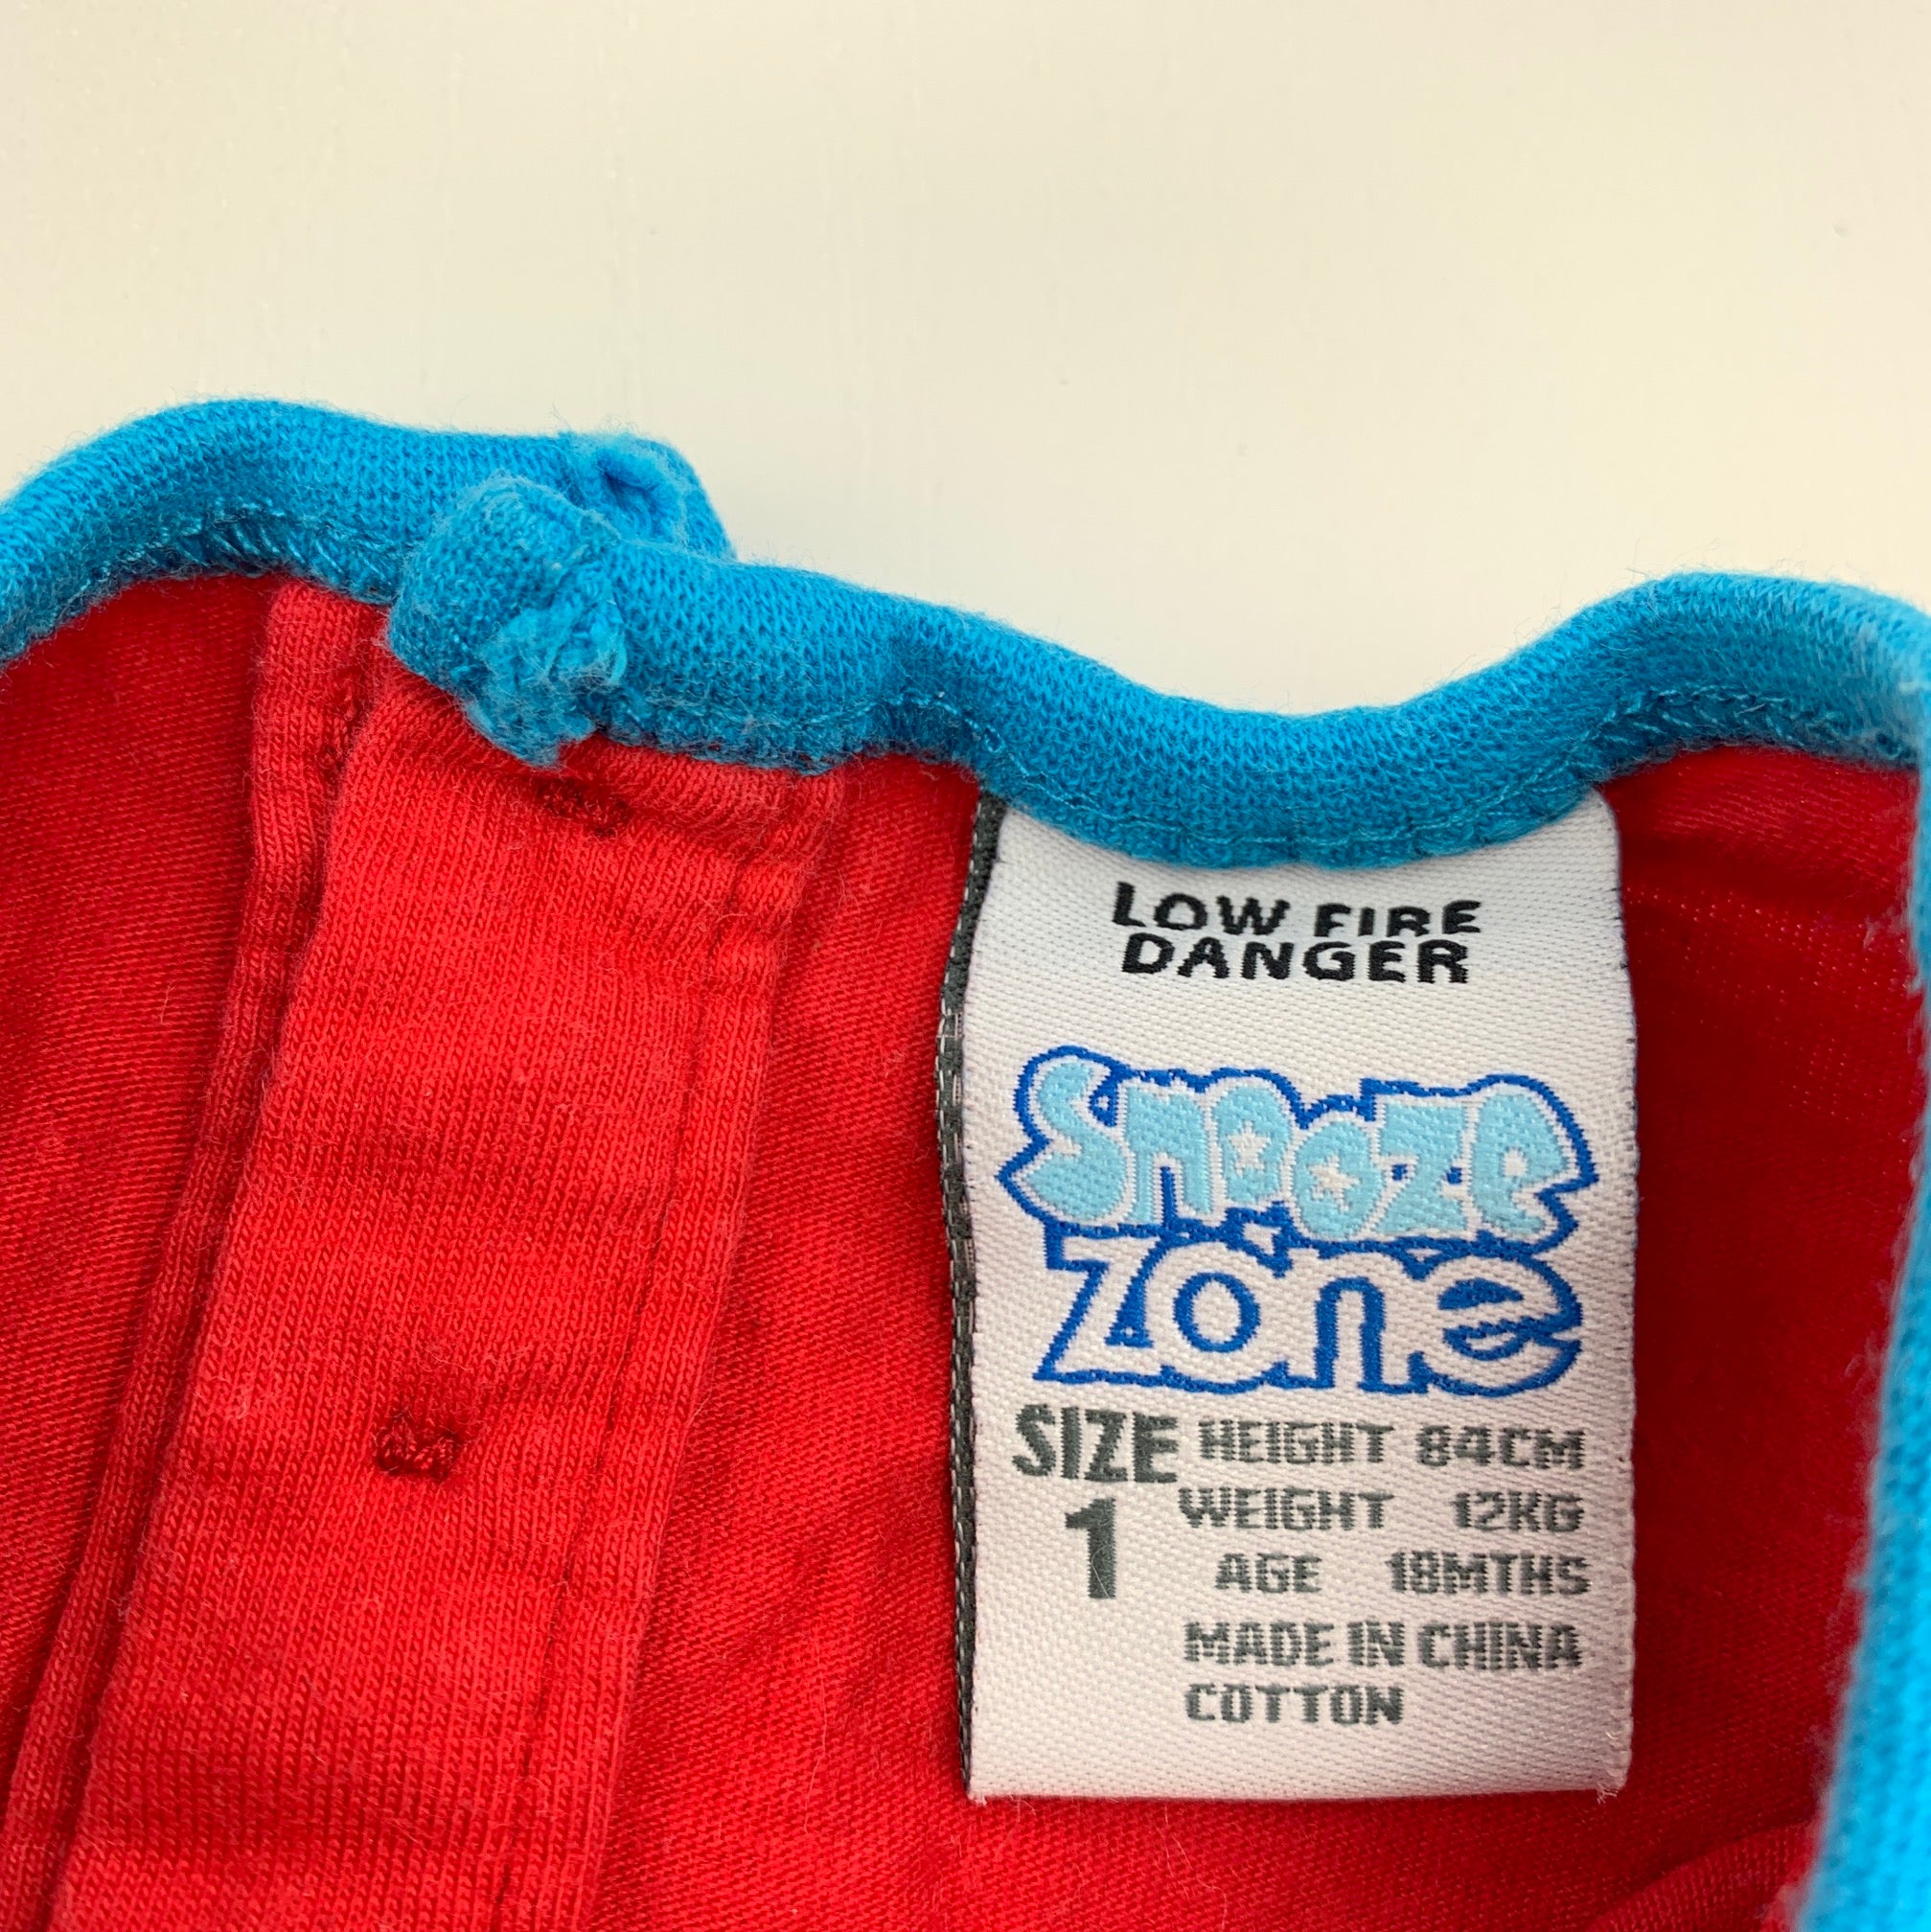 LOW FIRE
DANGER
Snooze
zone
SIZE HEIGHT 84CM
1 WEIGHT 12KG
AGE 18MTHS
MADE IN CHINA
COTTON